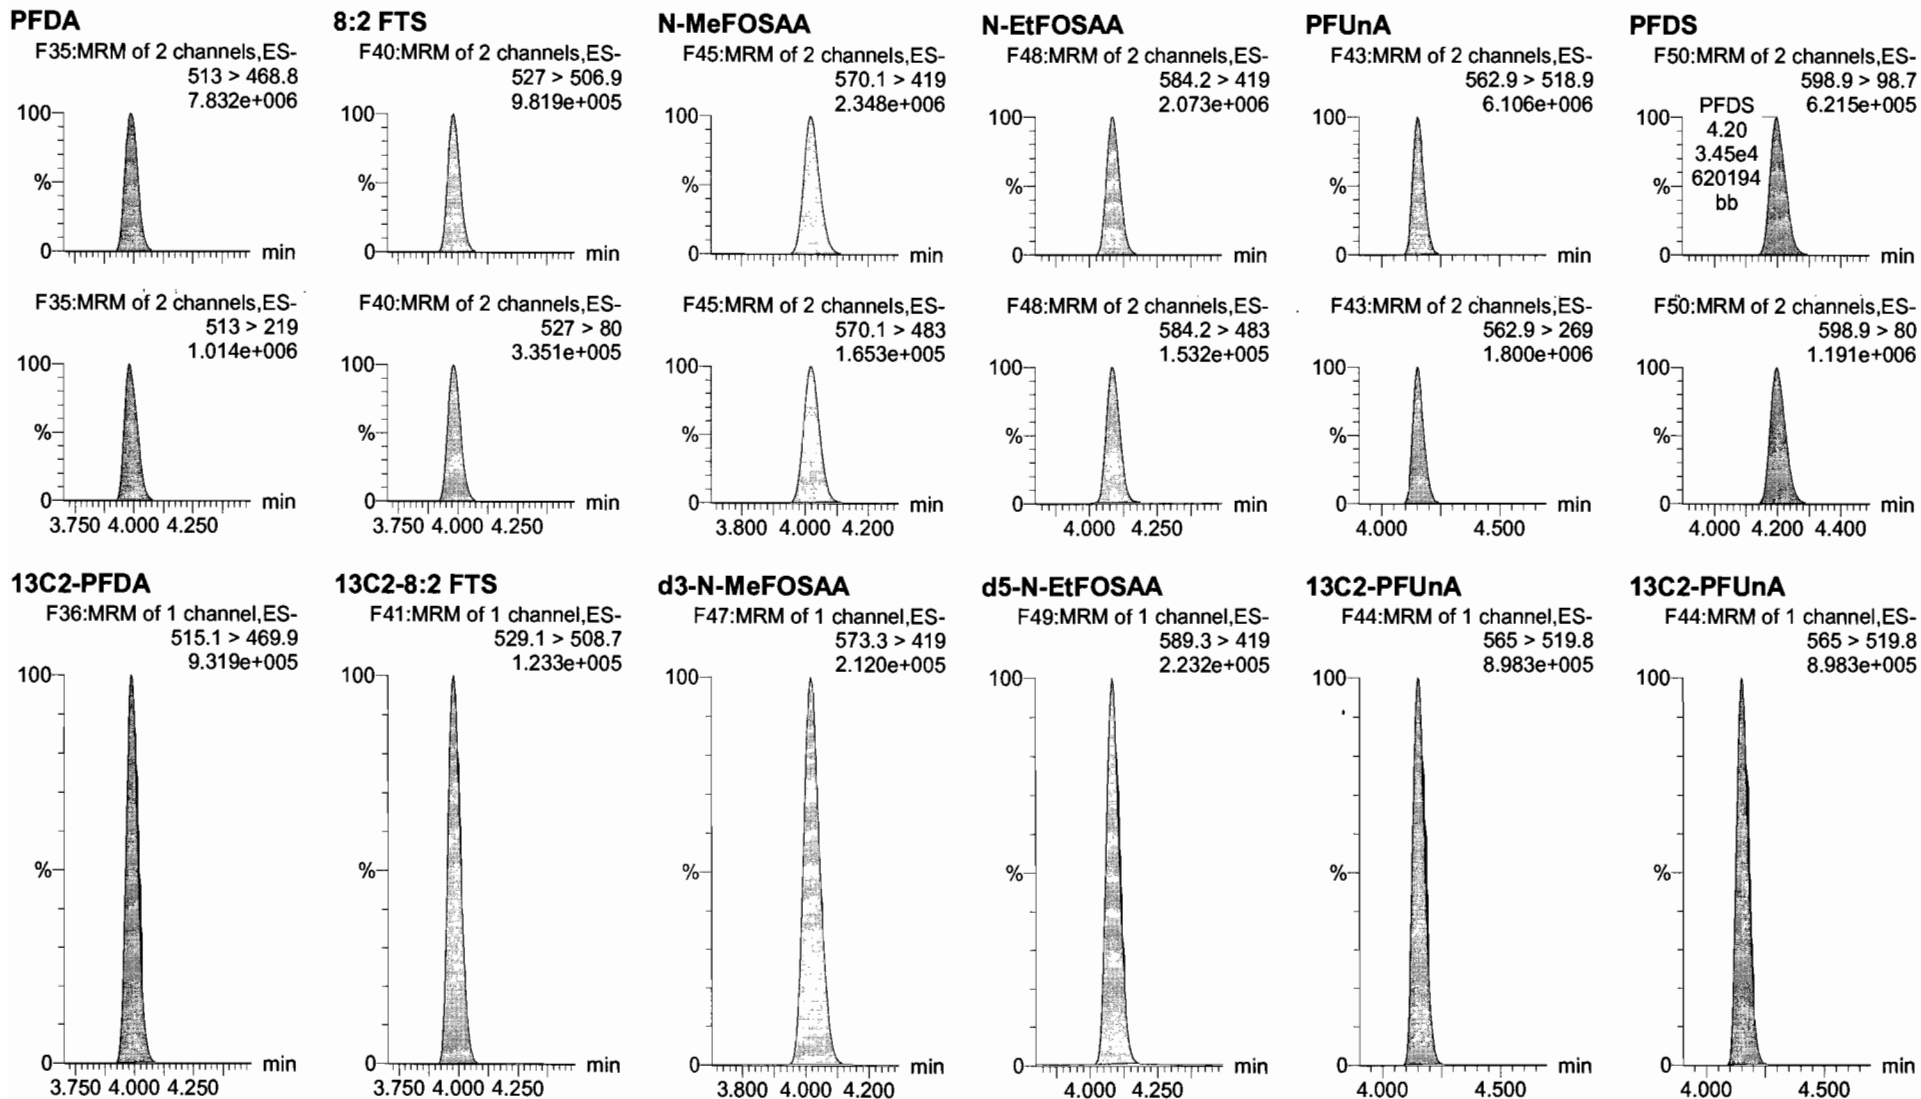 PFDA
F35:MRM of 2 channels,ES-
513 > 468.8
7.832e+006
100
%
0
min
8:2 FTS
F40:MRM of 2 channels,ES-
527 > 506.9
9.819e+005
100
%
0
min
N-MeFOSAA
F45:MRM of 2 channels,ES-
570.1 > 419
2.348e+006
100
%
0
min
N-EtFOSAA
F48:MRM of 2 channels,ES-
584.2 > 419
2.073e+006
100
%
0
min
PFUnA
F43:MRM of 2 channels,ES-
562.9 > 518.9
6.106e+006
100
%
0
min
PFDS
F50:MRM of 2 channels,ES-
598.9 > 98.7
6.215e+005
100
PFDS
4.20
3.45e4
620194
bb
%
0
min
F35:MRM of 2 channels,ES-
513 > 219
1.014e+006
100
%
0
min
3.750 4.000 4.250
F40:MRM of 2 channels,ES-
527 > 80
3.351e+005
100
%
0
min
3.750 4.000 4.250
F45:MRM of 2 channels,ES-
570.1 > 483
1.653e+005
100
%
0
min
3.800 4.000 4.200
F48:MRM of 2 channels,ES-
584.2 > 483
1.532e+005
100
%
0
min
4.000 4.250
F43:MRM of 2 channels,ES-
562.9 > 269
1.800e+006
100
%
0
min
4.000 4.500
F50:MRM of 2 channels,ES-
598.9 > 80
1.191e+006
100
%
0
min
4.000 4.200 4.400
13C2-PFDA
F36:MRM of 1 channel,ES-
515.1 > 469.9
9.319e+005
100
%
0
min
3.750 4.000 4.250
13C2-8:2 FTS
F41:MRM of 1 channel,ES-
529.1 > 508.7
1.233e+005
100
%
0
min
3.750 4.000 4.250
d3-N-MeFOSAA
F47:MRM of 1 channel,ES-
573.3 > 419
2.120e+005
100
%
0
min
3.800 4.000 4.200
d5-N-EtFOSAA
F49:MRM of 1 channel,ES-
589.3 > 419
2.232e+005
100
%
0
min
4.000 4.250
13C2-PFUnA
F44:MRM of 1 channel,ES-
565 > 519.8
8.983e+005
100
%
0
min
4.000 4.500
13C2-PFUnA
F44:MRM of 1 channel,ES-
565 > 519.8
8.983e+005
100
%
0
min
4.000 4.500